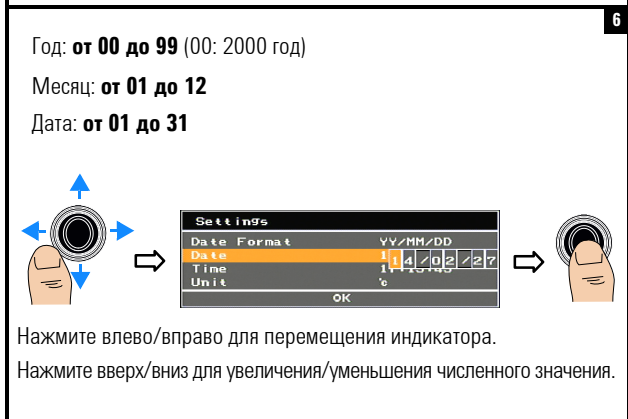 6
Год: от 00 до 99 (00: 2000 год)
Месяц: от 01 до 12
Дата: от 01 до 31
Settings
Date Format YY/MM/DD
Date 14/02/27
Time
Unit °c
OK
Нажмите влево/вправо для перемещения индикатора.
Нажмите вверх/вниз для увеличения/уменьшения численного значения.